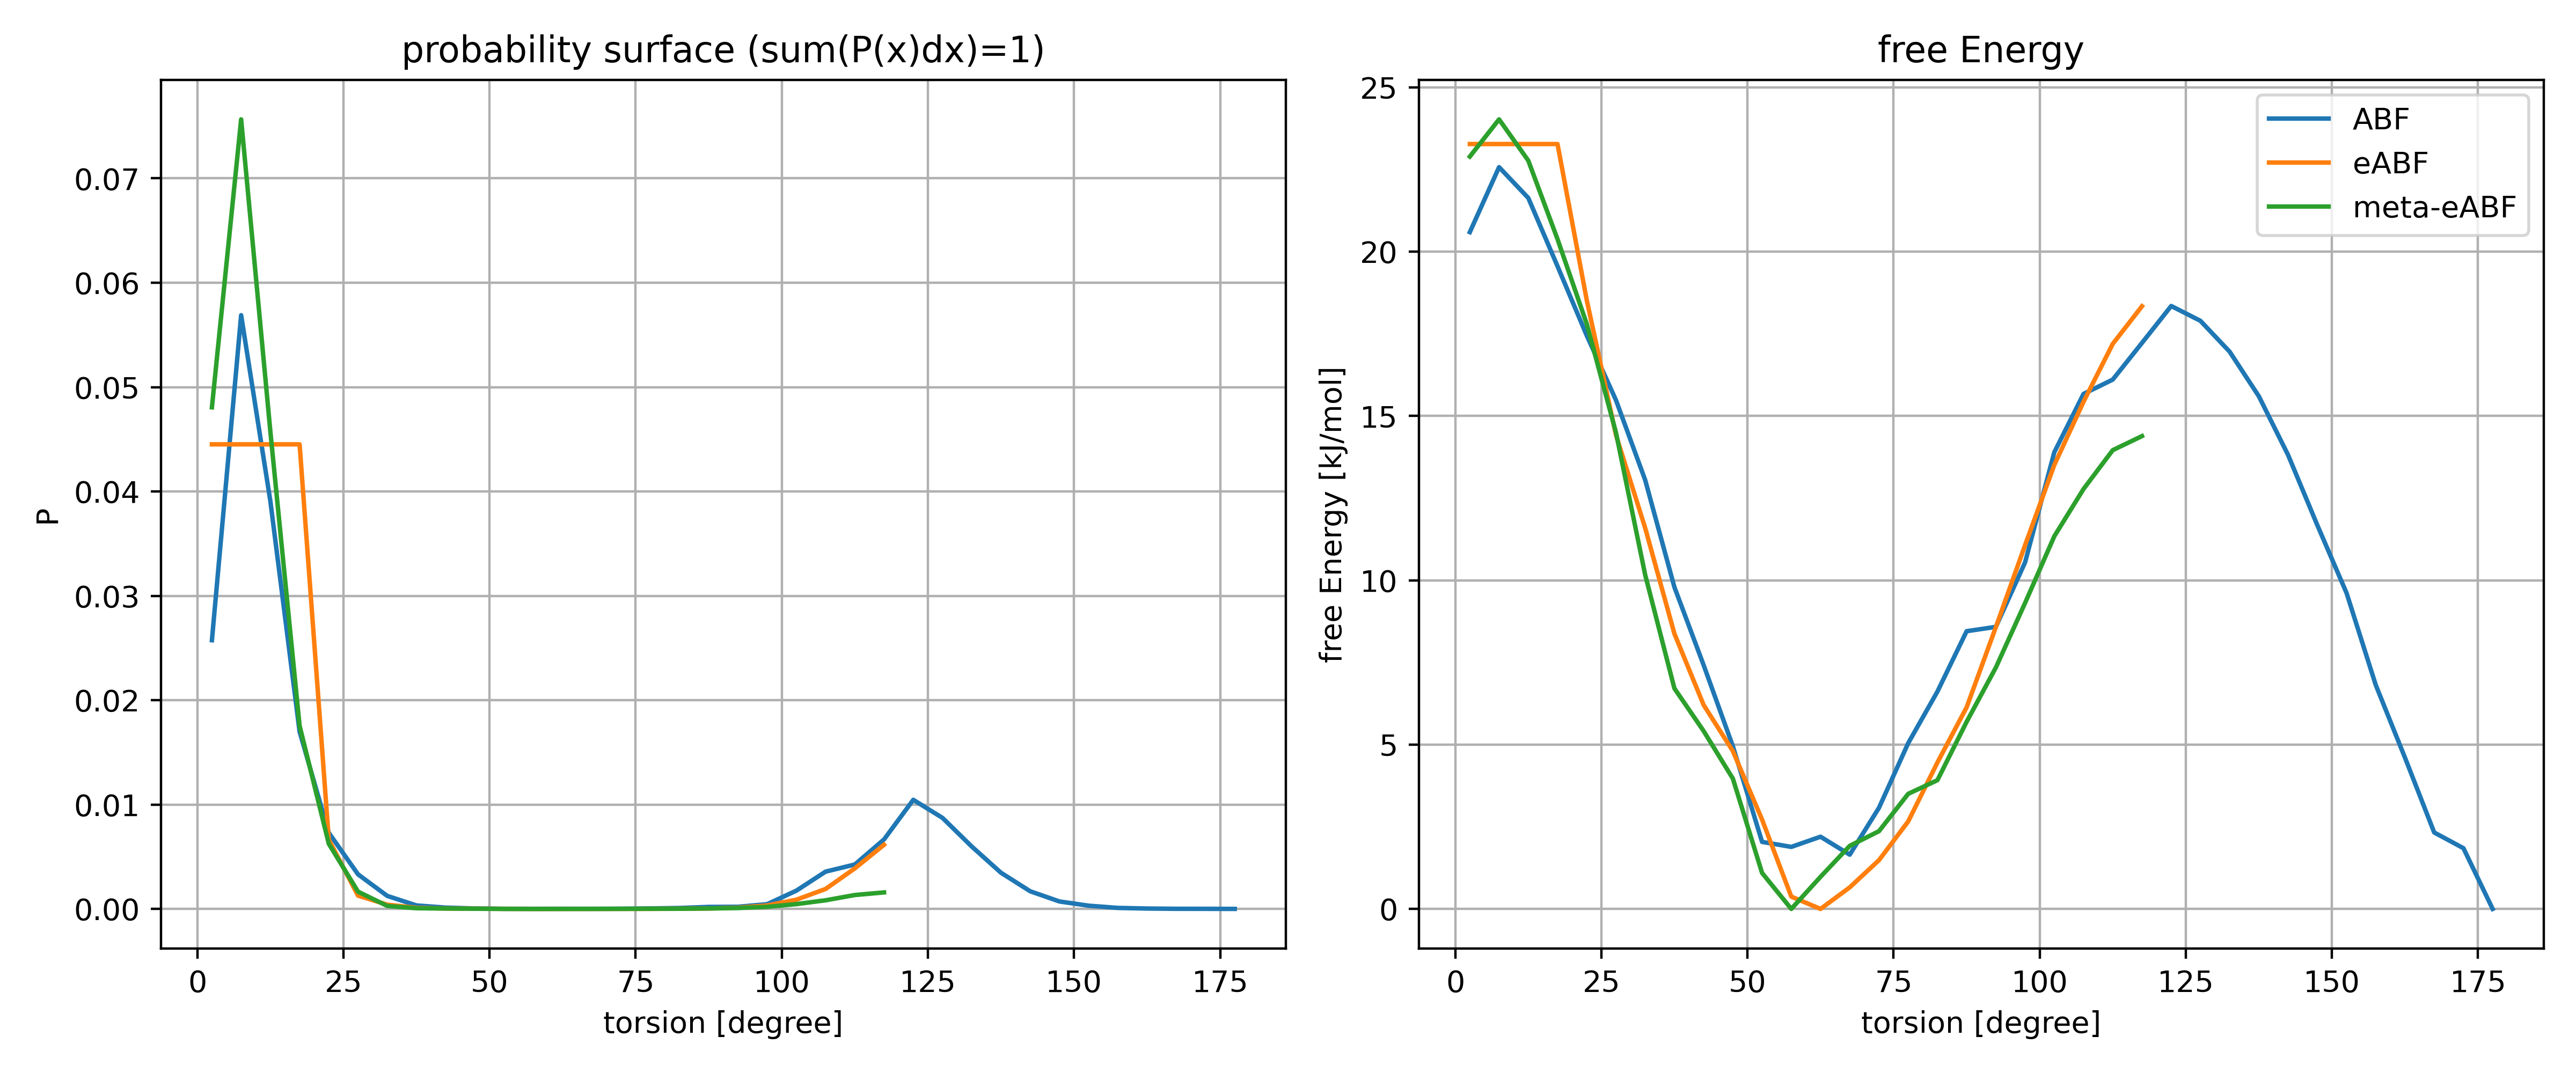 probability surface (sum(P(x)dx)=1)
P
0.07
0.06
0.05
0.04
0.03
0.02
0.01
0.00
0 25 50 75 100 125 150 175
torsion [degree]
free Energy
free Energy [kJ/mol]
25
20
15
10
5
0
ABF
eABF
meta-eABF
0 25 50 75 100 125 150 175
torsion [degree]